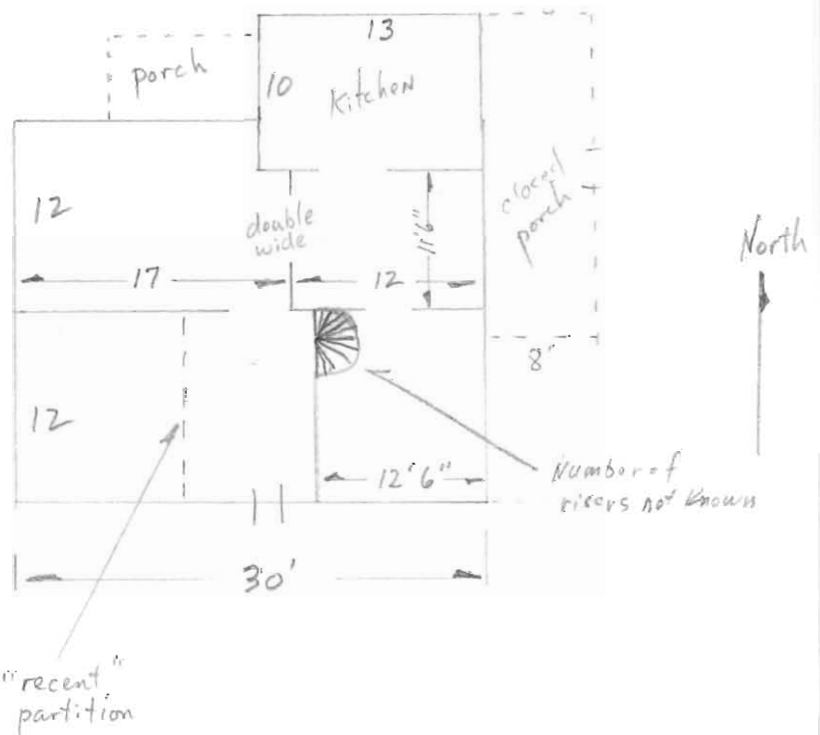 13
porch
10
Kitchen
12
double
wide
11'6"
closed
porch
North
17
12
8"
12
12'6"
Number of
risers not known
30'
"recent"
partition